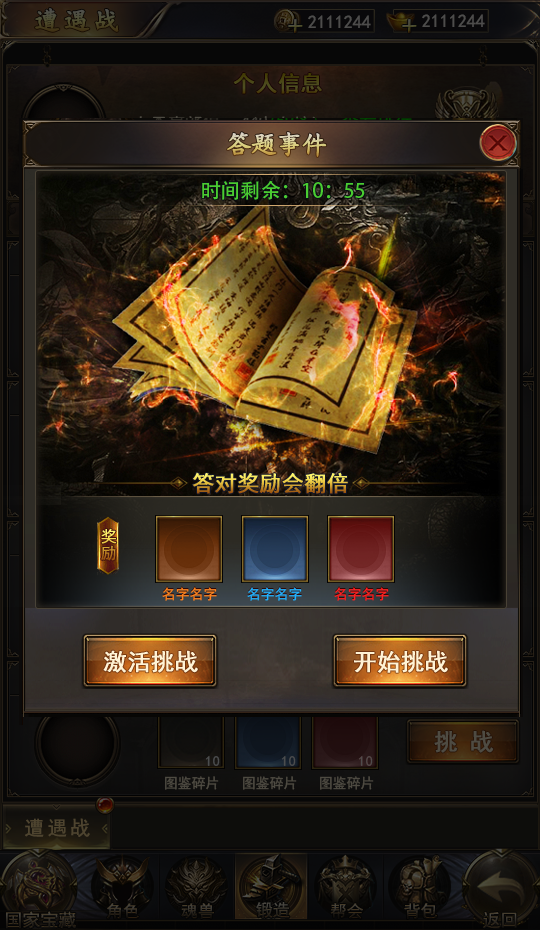 遭遇战
2111244
2111244
个人信息
答题事件
时间剩余：10：55
答对奖励会翻倍
奖励
名字名字
名字名字
名字名字
激活挑战
开始挑战
10
10
10
图鉴碎片
图鉴碎片
图鉴碎片
挑 战
遭遇战
国家宝藏
角色
魂兽
锻造
帮会
背包
返回